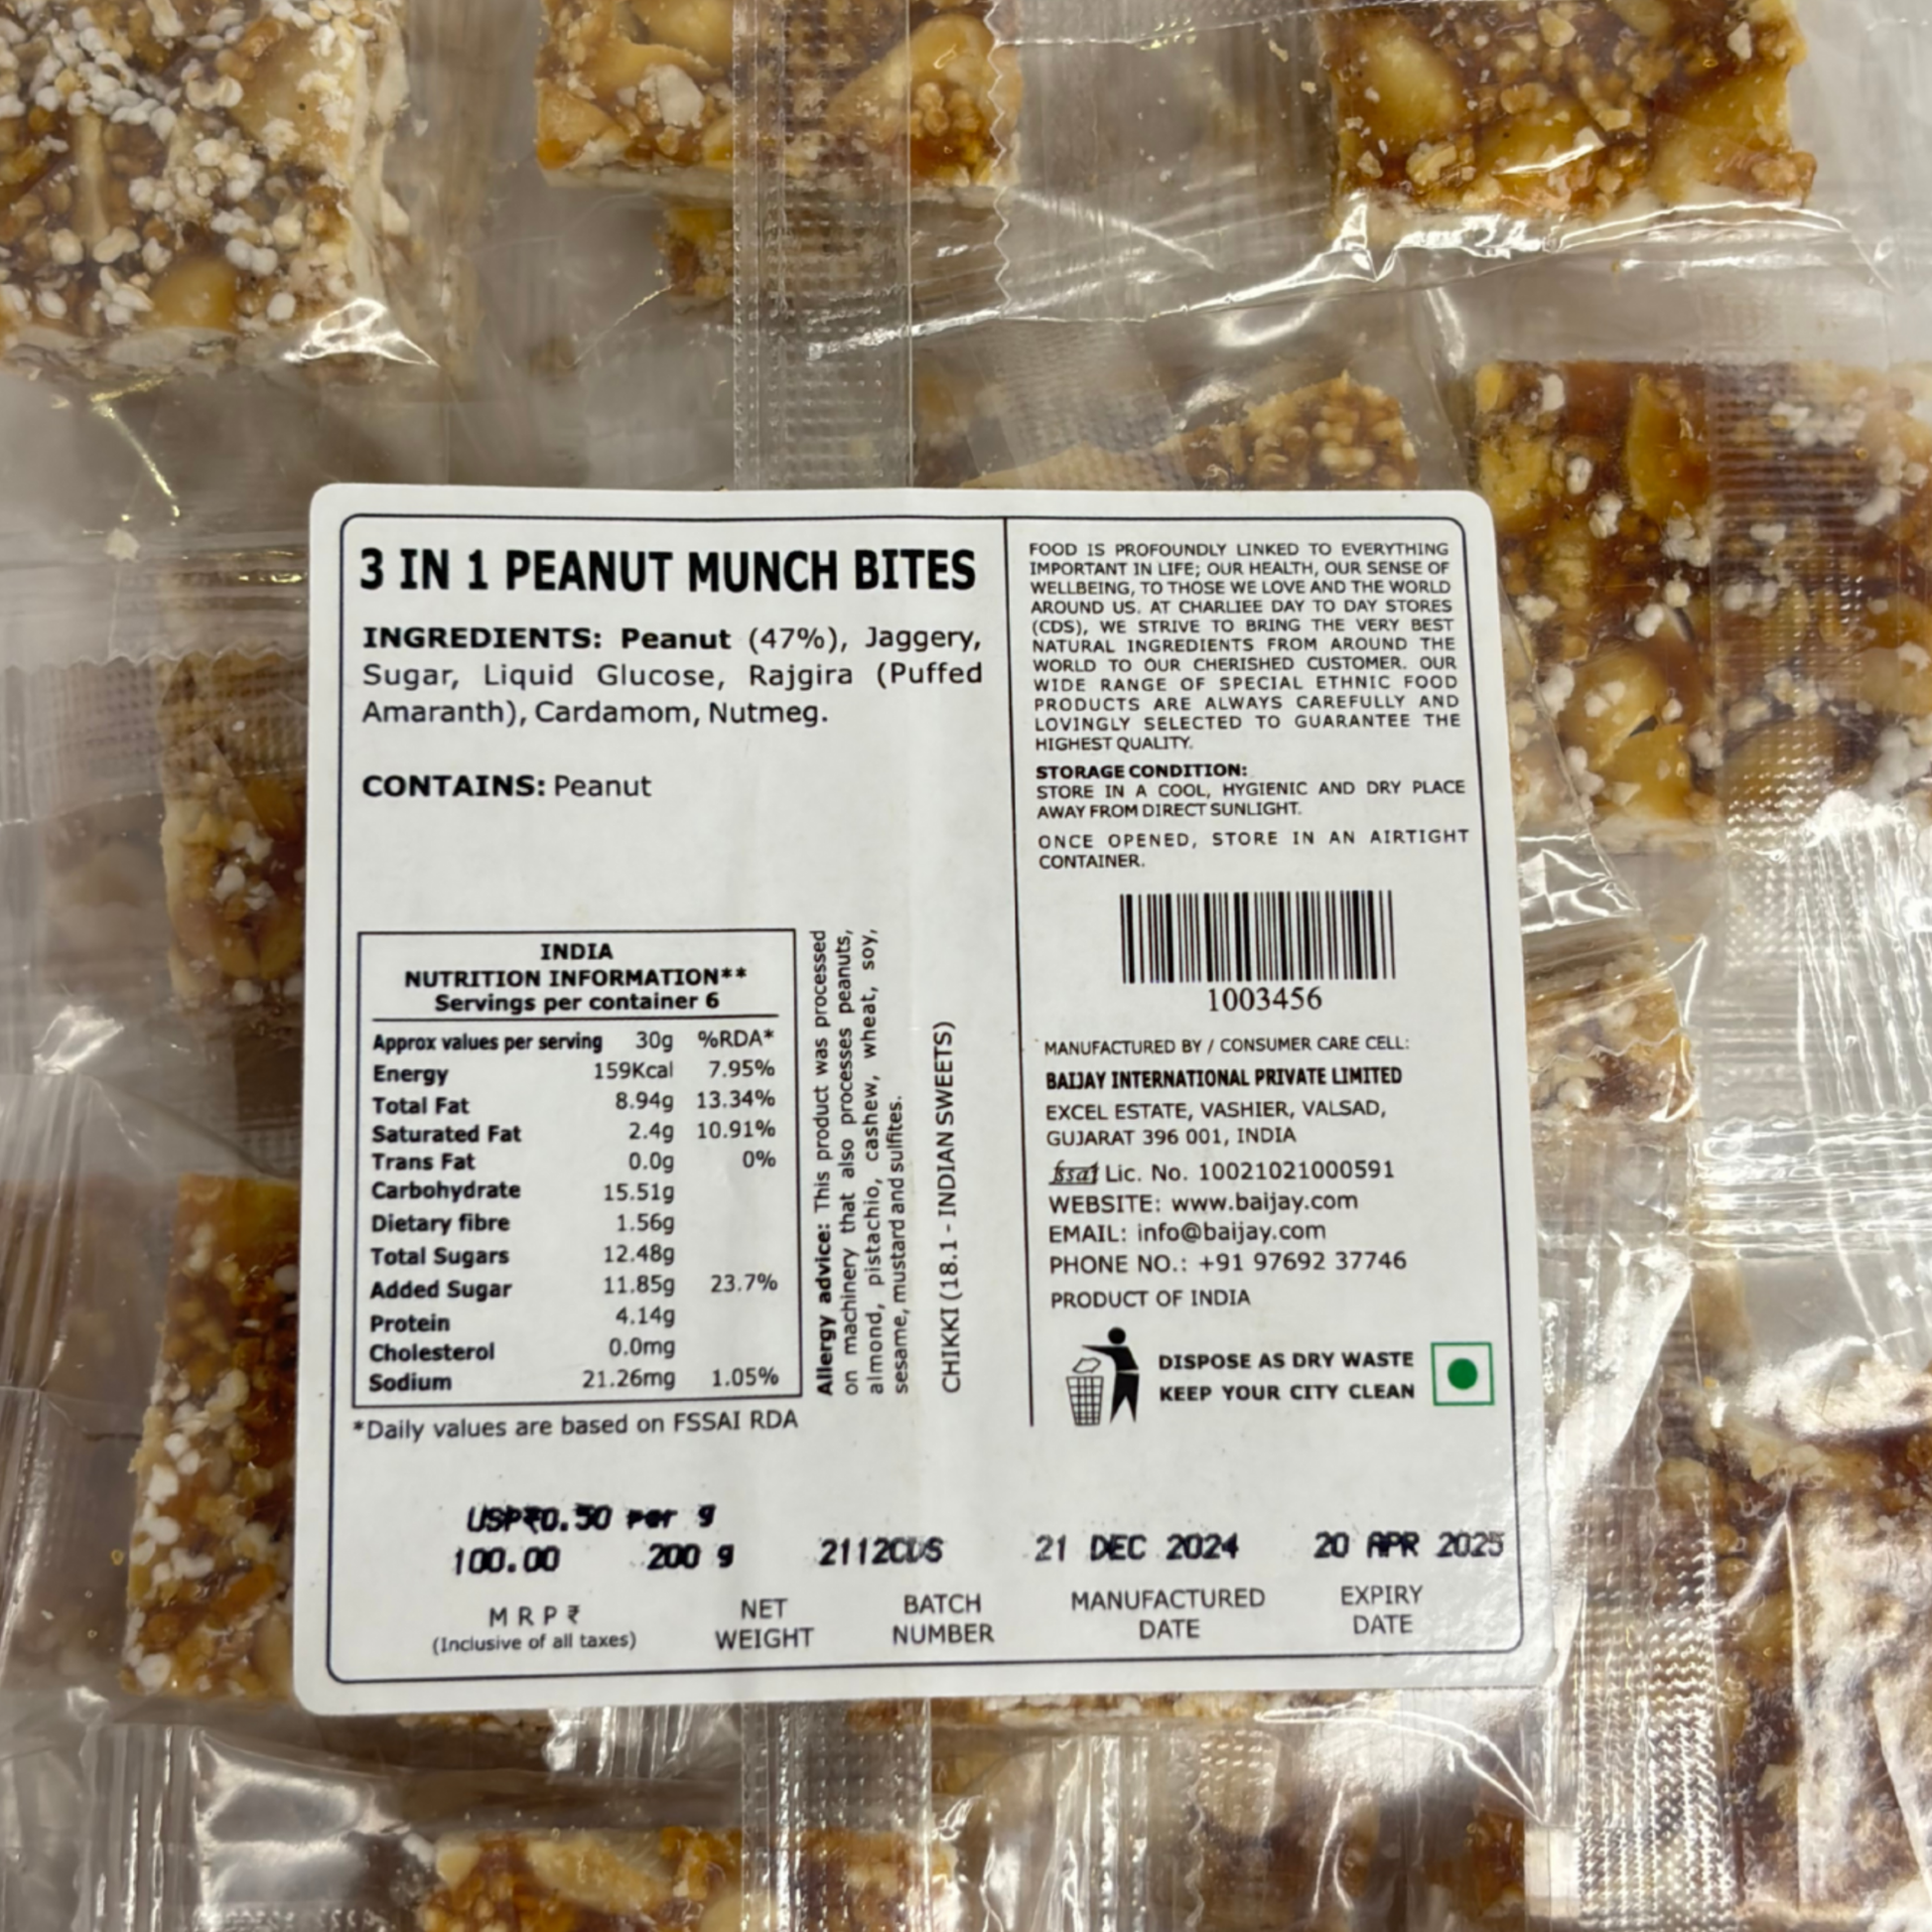 3 IN 1 PEANUT MUNCH BITES
INGREDIENTS: Peanut (47%), Jaggery,
Sugar, Liquid Glucose, Rajgira (Puffed
Amaranth), Cardamom, Nutmeg.
CONTAINS: Peanut
INDIA
NUTRITION INFORMATION**
Servings per container 6
Approx values per serving 30g %RDA*
Energy 159Kcal 7.95%
Total Fat 8.94g 13.34%
Saturated Fat 2.4g 10.91%
Trans Fat 0.0g 0%
Carbohydrate 15.51g
Dietary fibre 1.56g
Total Sugars 12.48g
Added Sugar 11.85g 23.7%
Protein 4.14g
Cholesterol 0.0mg
Sodium 21.26mg 1.05%
*Daily values are based on FSSAI RDA
Allergy advice: This product was processed
on machinery that also processes peanuts,
almond, pistachio, cashew, wheat, soy,
sesame, mustard and sulfites.
CHIKKI (18.1 - INDIAN SWEETS)
FOOD IS PROFOUNDLY LINKED TO EVERYTHING
IMPORTANT IN LIFE; OUR HEALTH, OUR SENSE OF
WELLBEING, TO THOSE WE LOVE AND THE WORLD
AROUND US. AT CHARLIEE DAY TO DAY STORES
(CDS), WE STRIVE TO BRING THE VERY BEST
NATURAL INGREDIENTS FROM AROUND THE
WORLD TO OUR CHERISHED CUSTOMER. OUR
WIDE RANGE OF SPECIAL ETHNIC FOOD
PRODUCTS ARE ALWAYS CAREFULLY AND
LOVINGLY SELECTED TO GUARANTEE THE
HIGHEST QUALITY.
STORAGE CONDITION:
STORE IN A COOL, HYGIENIC AND DRY PLACE
AWAY FROM DIRECT SUNLIGHT.
ONCE OPENED, STORE IN AN AIRTIGHT
CONTAINER.
1003456
MANUFACTURED BY / CONSUMER CARE CELL:
BAIJAY INTERNATIONAL PRIVATE LIMITED
EXCEL ESTATE, VASHIER, VALSAD,
GUJARAT 396 001, INDIA
fssai Lic. No. 10021021000591
WEBSITE: www.baijay.com
EMAIL: info@baijay.com
PHONE NO.: +91 97692 37746
PRODUCT OF INDIA
DISPOSE AS DRY WASTE
KEEP YOUR CITY CLEAN
USP₹0.50 per g
100.00 200 g 2112CDS 21 DEC 2024 20 APR 2025
M R P ₹ NET BATCH MANUFACTURED EXPIRY
(Inclusive of all taxes) WEIGHT NUMBER DATE DATE